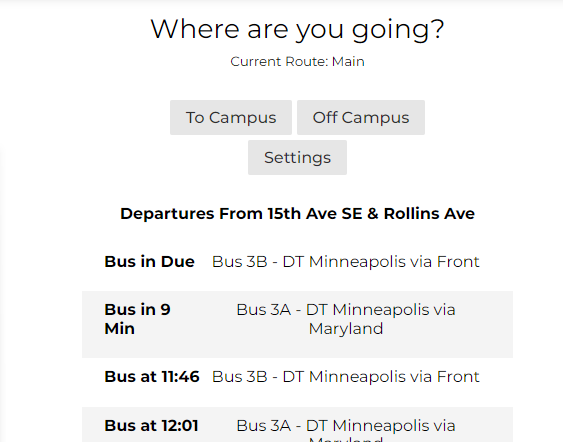 Where are you going?
Current Route: Main
To Campus Off Campus
Settings
Departures From 15th Ave SE & Rollins Ave
Bus in Due Bus 3B - DT Minneapolis via Front
Bus in 9 Bus 3A - DT Minneapolis via
Min Maryland
Bus at 11:46 Bus 3B - DT Minneapolis via Front
Bus at 12:01 Bus 3A - DT Minneapolis via